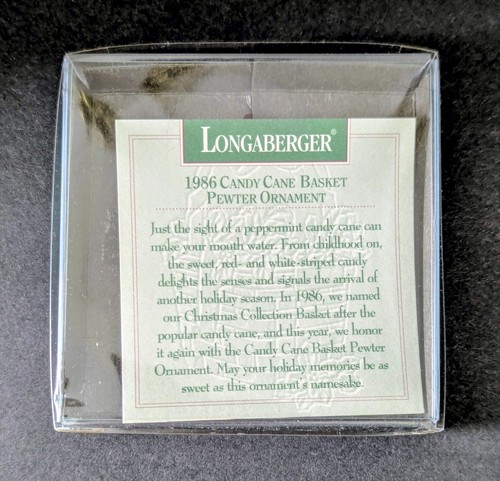 LONGABERGER®
1986 CANDY CANE BASKET
PEWTER ORNAMENT
Just the sight of a peppermint candy cane can
make your mouth water. From childhood on,
the sweet, red- and white-striped candy
delights the senses and signals the arrival of
another holiday season. In 1986, we named
our Christmas Collection Basket after the
popular candy cane, and this year, we honor
it again with the Candy Cane Basket Pewter
Ornament. May your holiday memories be as
sweet as this ornament's namesake.